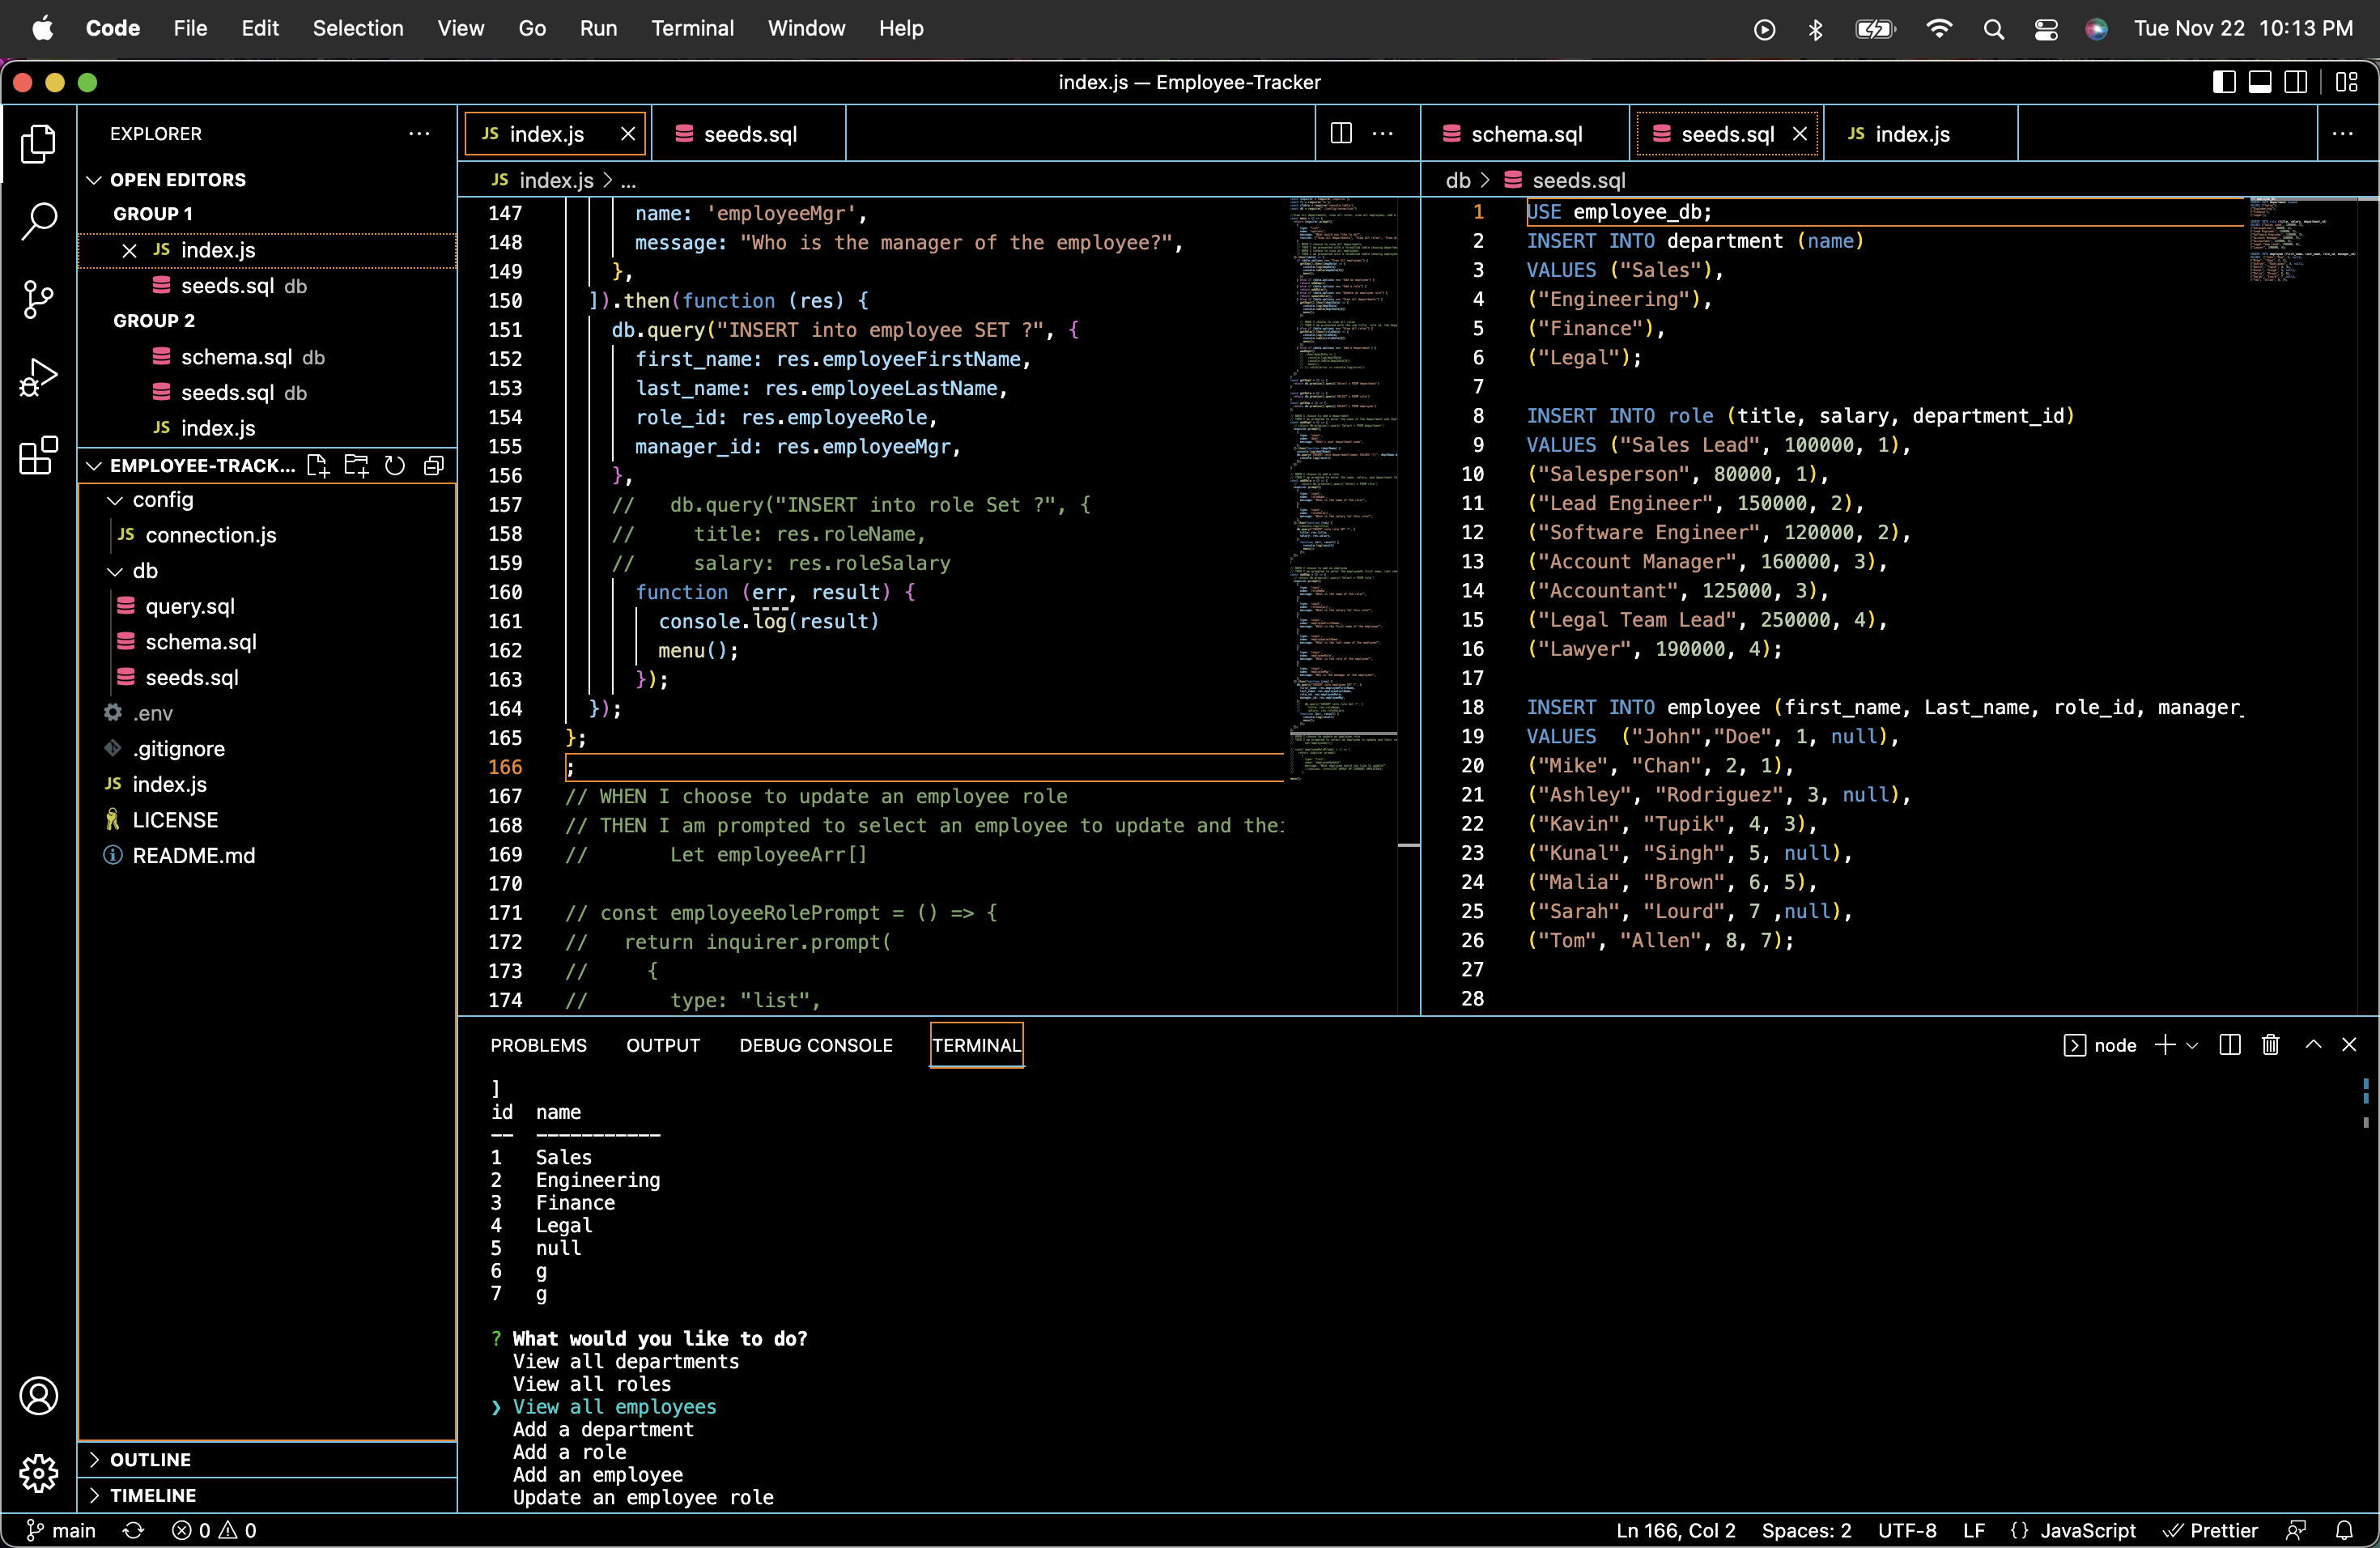 Code File Edit Selection View Go Run Terminal Window Help Tue Nov 22 10:13 PM
index.js — Employee-Tracker
EXPLORER
OPEN EDITORS
GROUP 1
JS index.js
seeds.sql db
GROUP 2
schema.sql db
seeds.sql db
JS index.js
EMPLOYEE-TRACK...
config
JS connection.js
db
query.sql
schema.sql
seeds.sql
.env
.gitignore
JS index.js
LICENSE
README.md
OUTLINE
TIMELINE
JS index.js seeds.sql
JS index.js > ...
147 name: 'employeeMgr',
148 message: "Who is the manager of the employee?",
149 },
150 ]).then(function (res) {
151 db.query("INSERT into employee SET ?", {
152 first_name: res.employeeFirstName,
153 last_name: res.employeeLastName,
154 role_id: res.employeeRole,
155 manager_id: res.employeeMgr,
156 },
157 // db.query("INSERT into role Set ?", {
158 // title: res.roleName,
159 // salary: res.roleSalary
160 function (err, result) {
161 console.log(result)
162 menu();
163 });
164 });
165 };
166 ;
167 // WHEN I choose to update an employee role
168 // THEN I am prompted to select an employee to update and thei
169 // Let employeeArr[]
170
171 // const employeeRolePrompt = () => {
172 // return inquirer.prompt(
173 // {
174 // type: "list",
schema.sql seeds.sql JS index.js
db > seeds.sql
1 USE employee_db;
2 INSERT INTO department (name)
3 VALUES ("Sales"),
4 ("Engineering"),
5 ("Finance"),
6 ("Legal");
7
8 INSERT INTO role (title, salary, department_id)
9 VALUES ("Sales Lead", 100000, 1),
10 ("Salesperson", 80000, 1),
11 ("Lead Engineer", 150000, 2),
12 ("Software Engineer", 120000, 2),
13 ("Account Manager", 160000, 3),
14 ("Accountant", 125000, 3),
15 ("Legal Team Lead", 250000, 4),
16 ("Lawyer", 190000, 4);
17
18 INSERT INTO employee (first_name, Last_name, role_id, manager_
19 VALUES ("John","Doe", 1, null),
20 ("Mike", "Chan", 2, 1),
21 ("Ashley", "Rodriguez", 3, null),
22 ("Kavin", "Tupik", 4, 3),
23 ("Kunal", "Singh", 5, null),
24 ("Malia", "Brown", 6, 5),
25 ("Sarah", "Lourd", 7 ,null),
26 ("Tom", "Allen", 8, 7);
27
28
PROBLEMS OUTPUT DEBUG CONSOLE TERMINAL node
]
id name
-- -----------
1 Sales
2 Engineering
3 Finance
4 Legal
5 null
6 g
7 g
? What would you like to do?
View all departments
View all roles
❯ View all employees
Add a department
Add a role
Add an employee
Update an employee role
main 0 0 Ln 166, Col 2 Spaces: 2 UTF-8 LF {} JavaScript Prettier